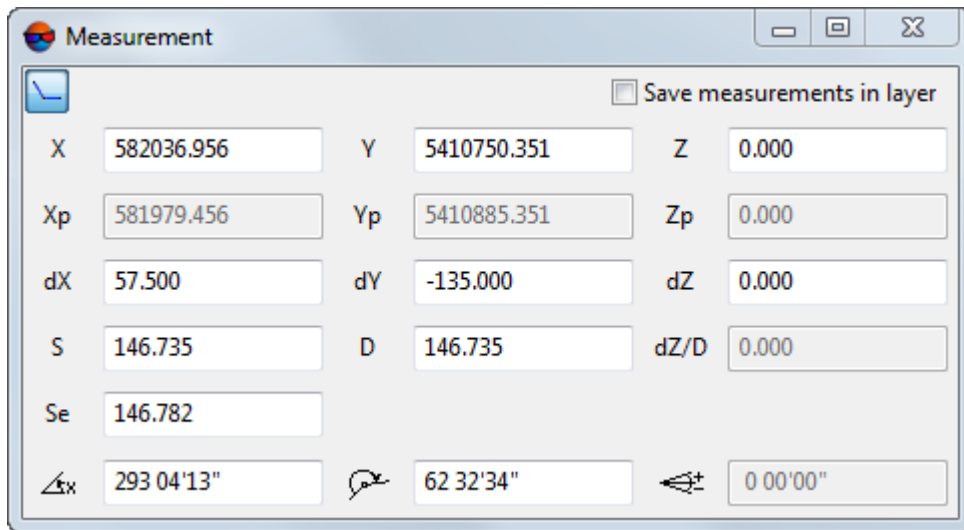 Measurement
Save measurements in layer
X 582036.956 Y 5410750.351 Z 0.000
Xp 581979.456 Yp 5410885.351 Zp 0.000
dX 57.500 dY -135.000 dZ 0.000
S 146.735 D 146.735 dZ/D 0.000
Se 146.782
x 293 04'13" 62 32'34" ± 0 00'00"